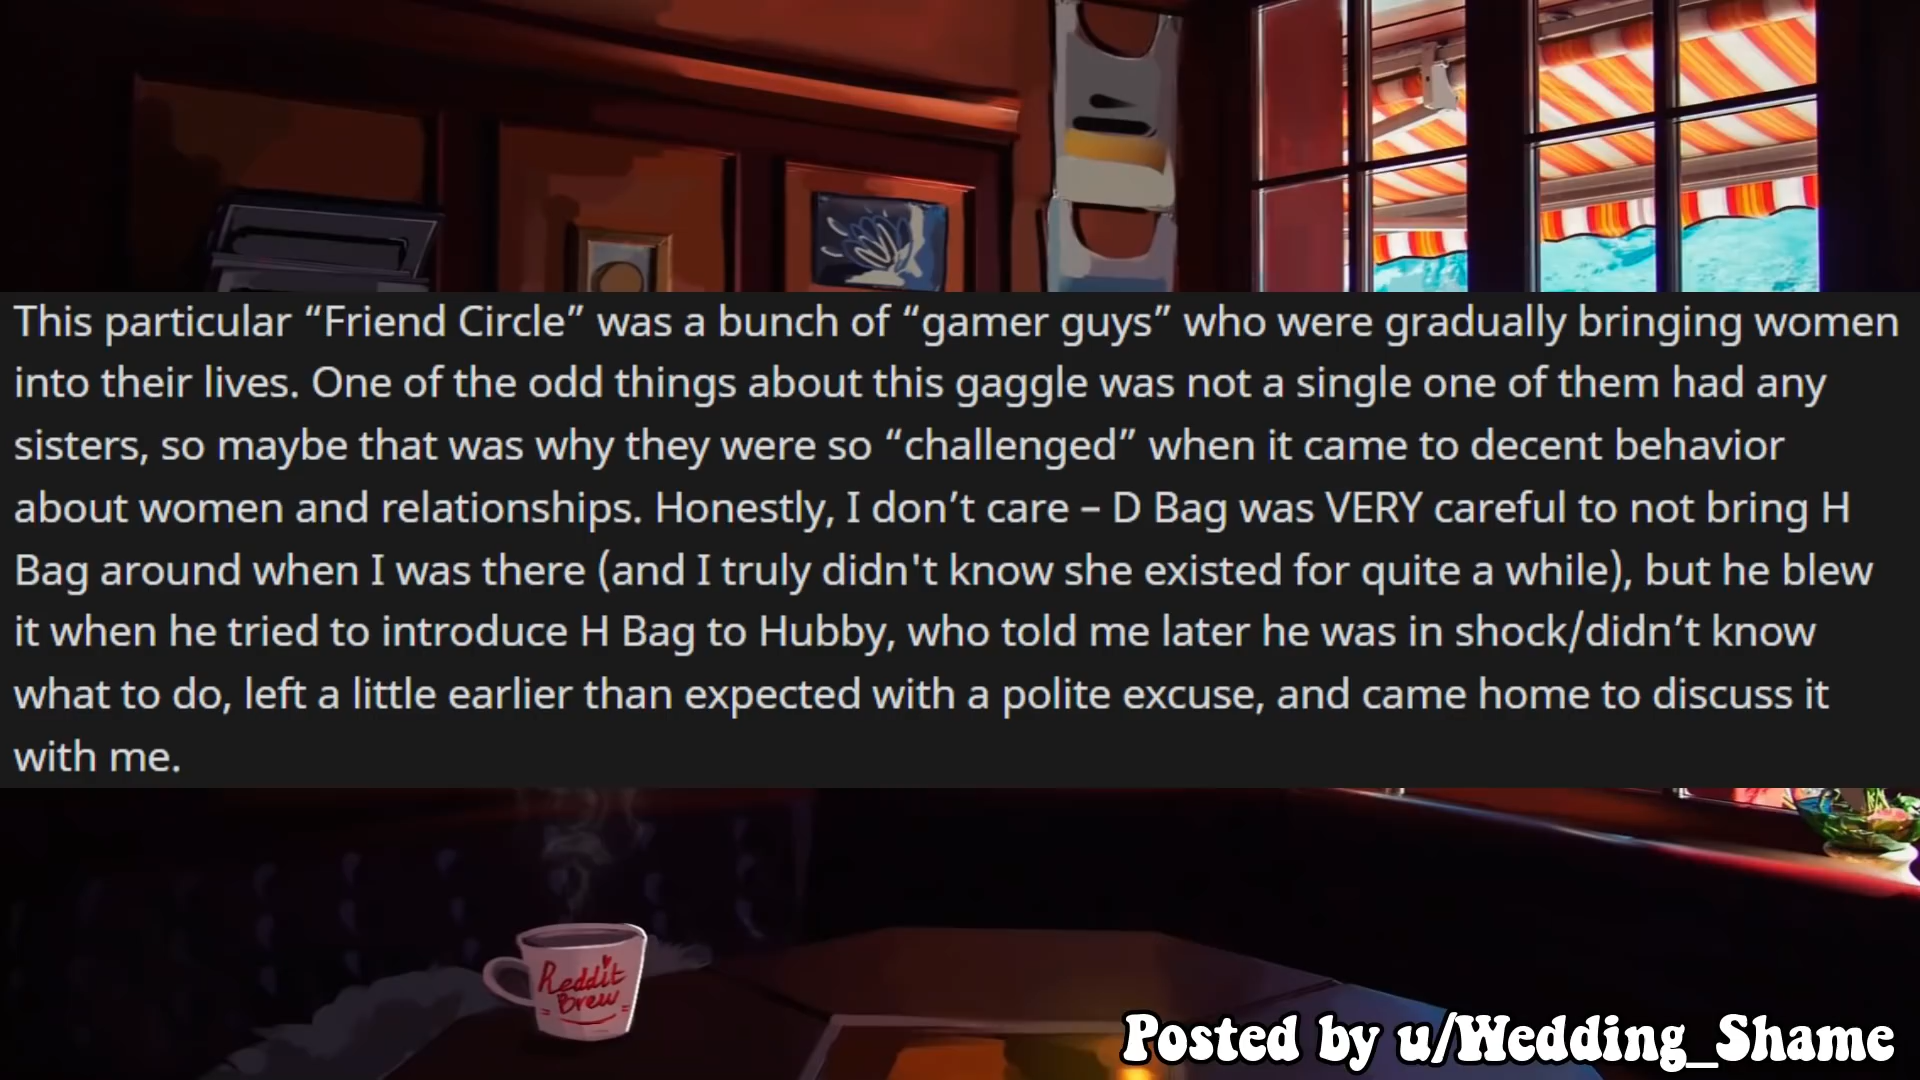 This particular “Friend Circle” was a bunch of “gamer guys” who were gradually bringing women
into their lives. One of the odd things about this gaggle was not a single one of them had any
sisters, so maybe that was why they were so “challenged” when it came to decent behavior
about women and relationships. Honestly, I don’t care – D Bag was VERY careful to not bring H
Bag around when I was there (and I truly didn't know she existed for quite a while), but he blew
it when he tried to introduce H Bag to Hubby, who told me later he was in shock/didn’t know
what to do, left a little earlier than expected with a polite excuse, and came home to discuss it
with me.
Reddit
Brew
Posted by u/Wedding_Shame